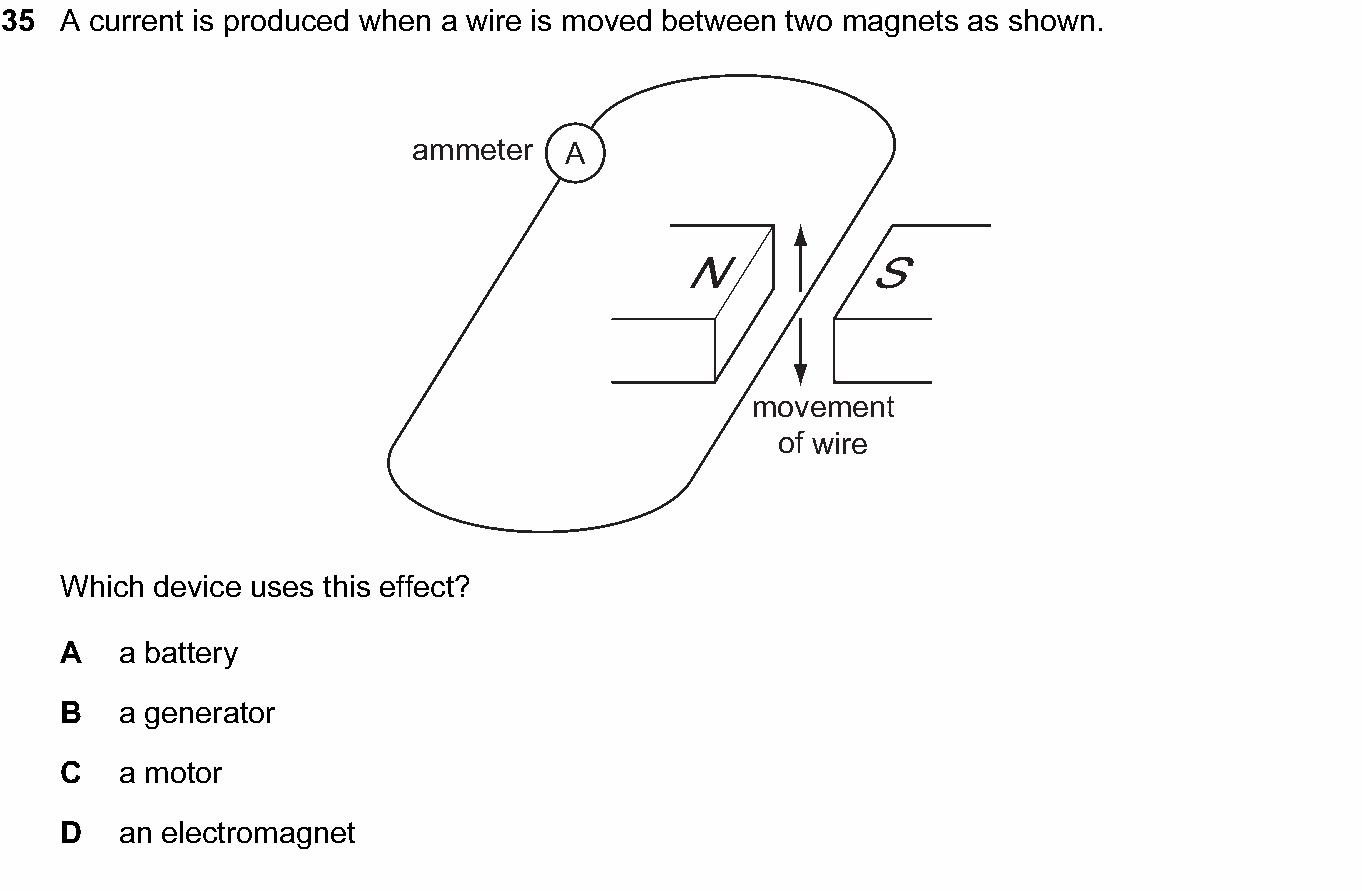 35 A current is produced when a wire is moved between two magnets as shown.
ammeter A
N S
movement
of wire
Which device uses this effect?
A a battery
B a generator
C a motor
D an electromagnet